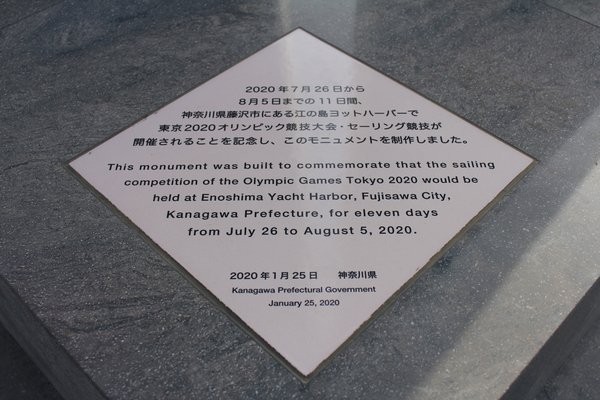 2020年7月26日から
8月5日までの11日間、
神奈川県藤沢市にある江の島ヨットハーバーで
東京2020オリンピック競技大会・セーリング競技が
開催されることを記念し、このモニュメントを制作しました。
This monument was built to commemorate that the sailing
competition of the Olympic Games Tokyo 2020 would be
held at Enoshima Yacht Harbor, Fujisawa City,
Kanagawa Prefecture, for eleven days
from July 26 to August 5, 2020.
2020年1月25日 神奈川県
Kanagawa Prefectural Government
January 25, 2020